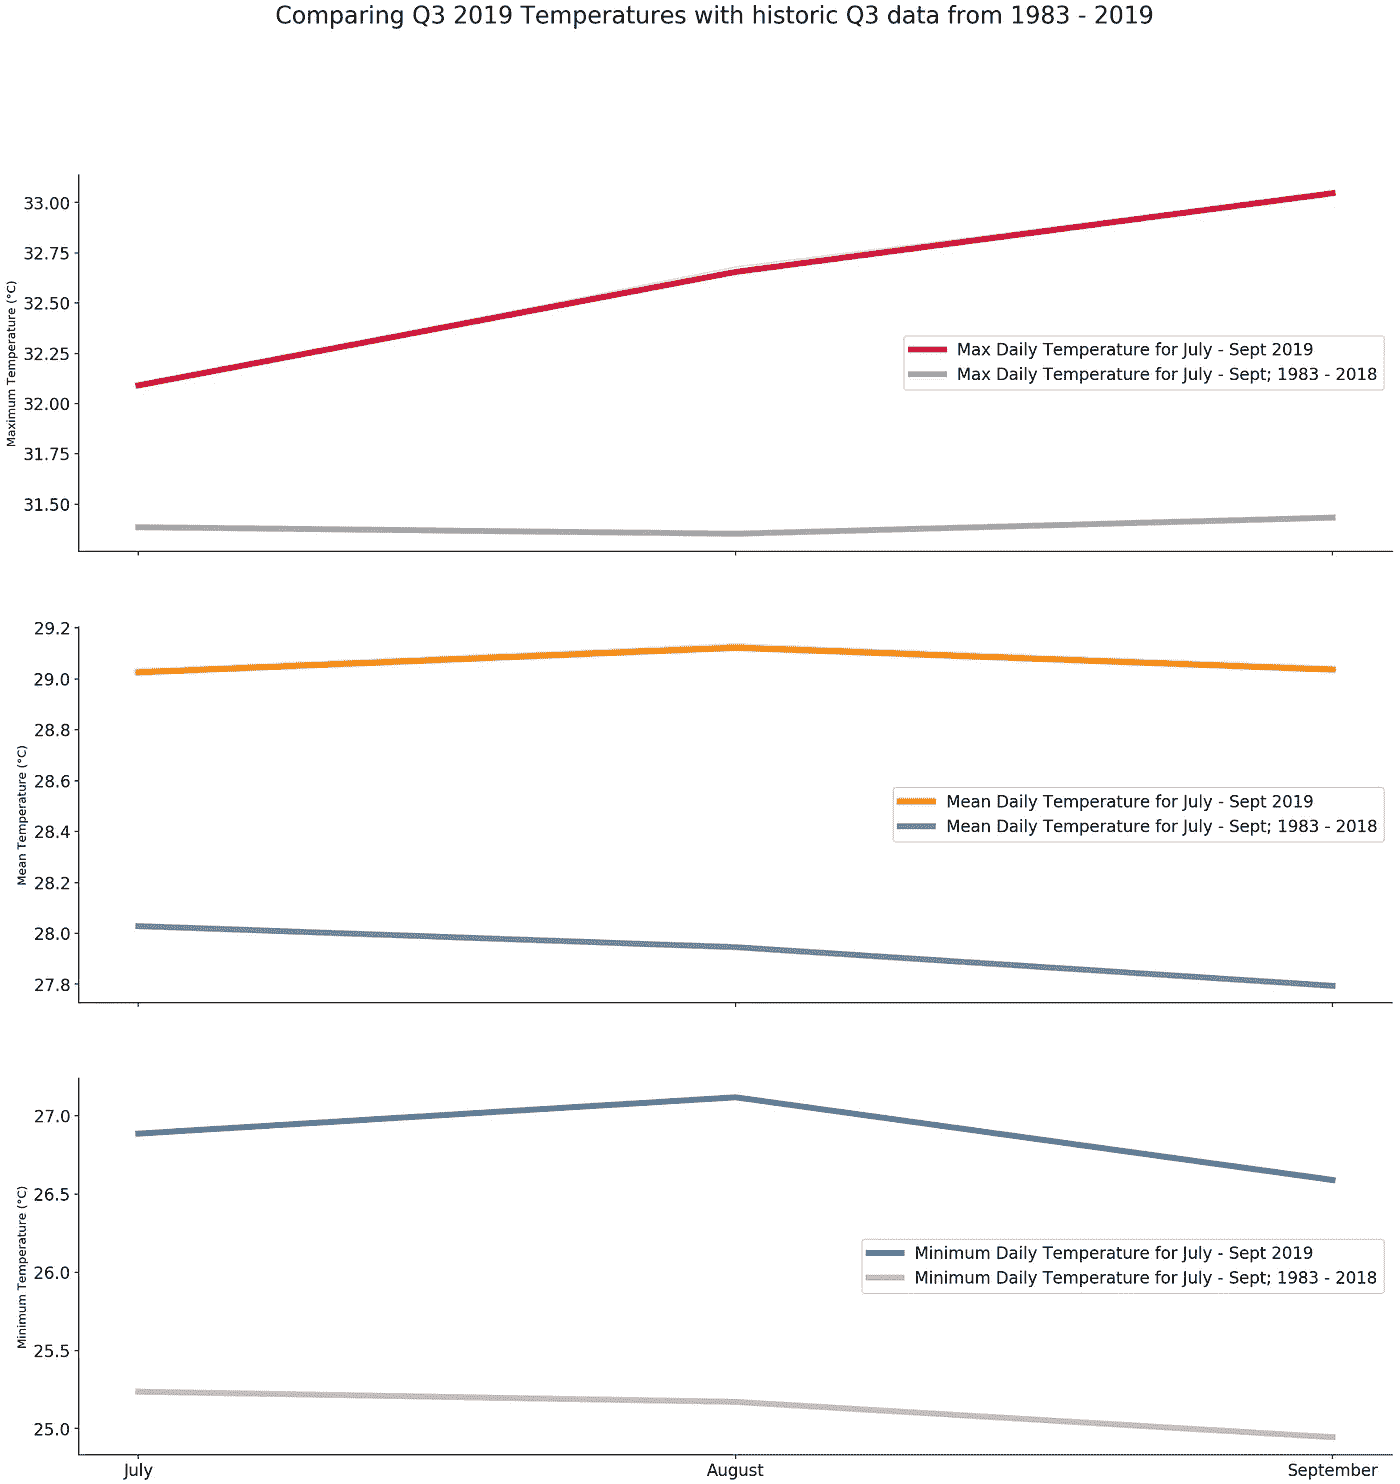 Comparing Q3 2019 Temperatures with historic Q3 data from 1983 - 2019
33.00
32.75
32.50
32.25
32.00
31.75
31.50
Maximum Temperature (°C)
Max Daily Temperature for July - Sept 2019
Max Daily Temperature for July - Sept; 1983 - 2018
29.2
29.0
28.8
28.6
28.4
28.2
28.0
27.8
Mean Temperature (°C)
Mean Daily Temperature for July - Sept 2019
Mean Daily Temperature for July - Sept; 1983 - 2018
27.0
26.5
26.0
25.5
25.0
Minimum Temperature (°C)
Minimum Daily Temperature for July - Sept 2019
Minimum Daily Temperature for July - Sept; 1983 - 2018
July August September